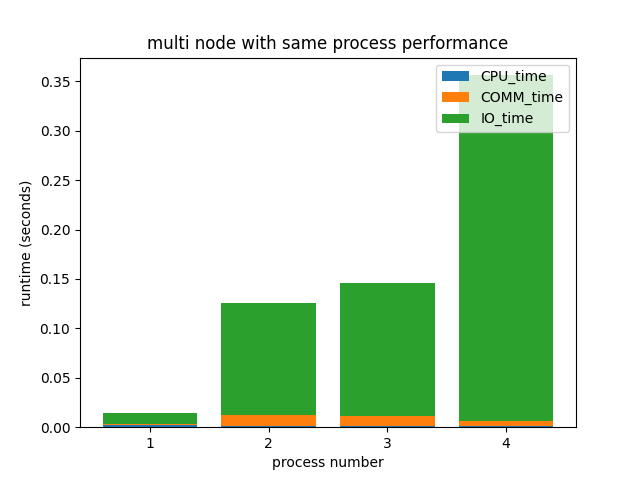 multi node with same process performance
CPU_time
COMM_time
IO_time
runtime (seconds)
0.35
0.30
0.25
0.20
0.15
0.10
0.05
0.00
1 2 3 4
process number